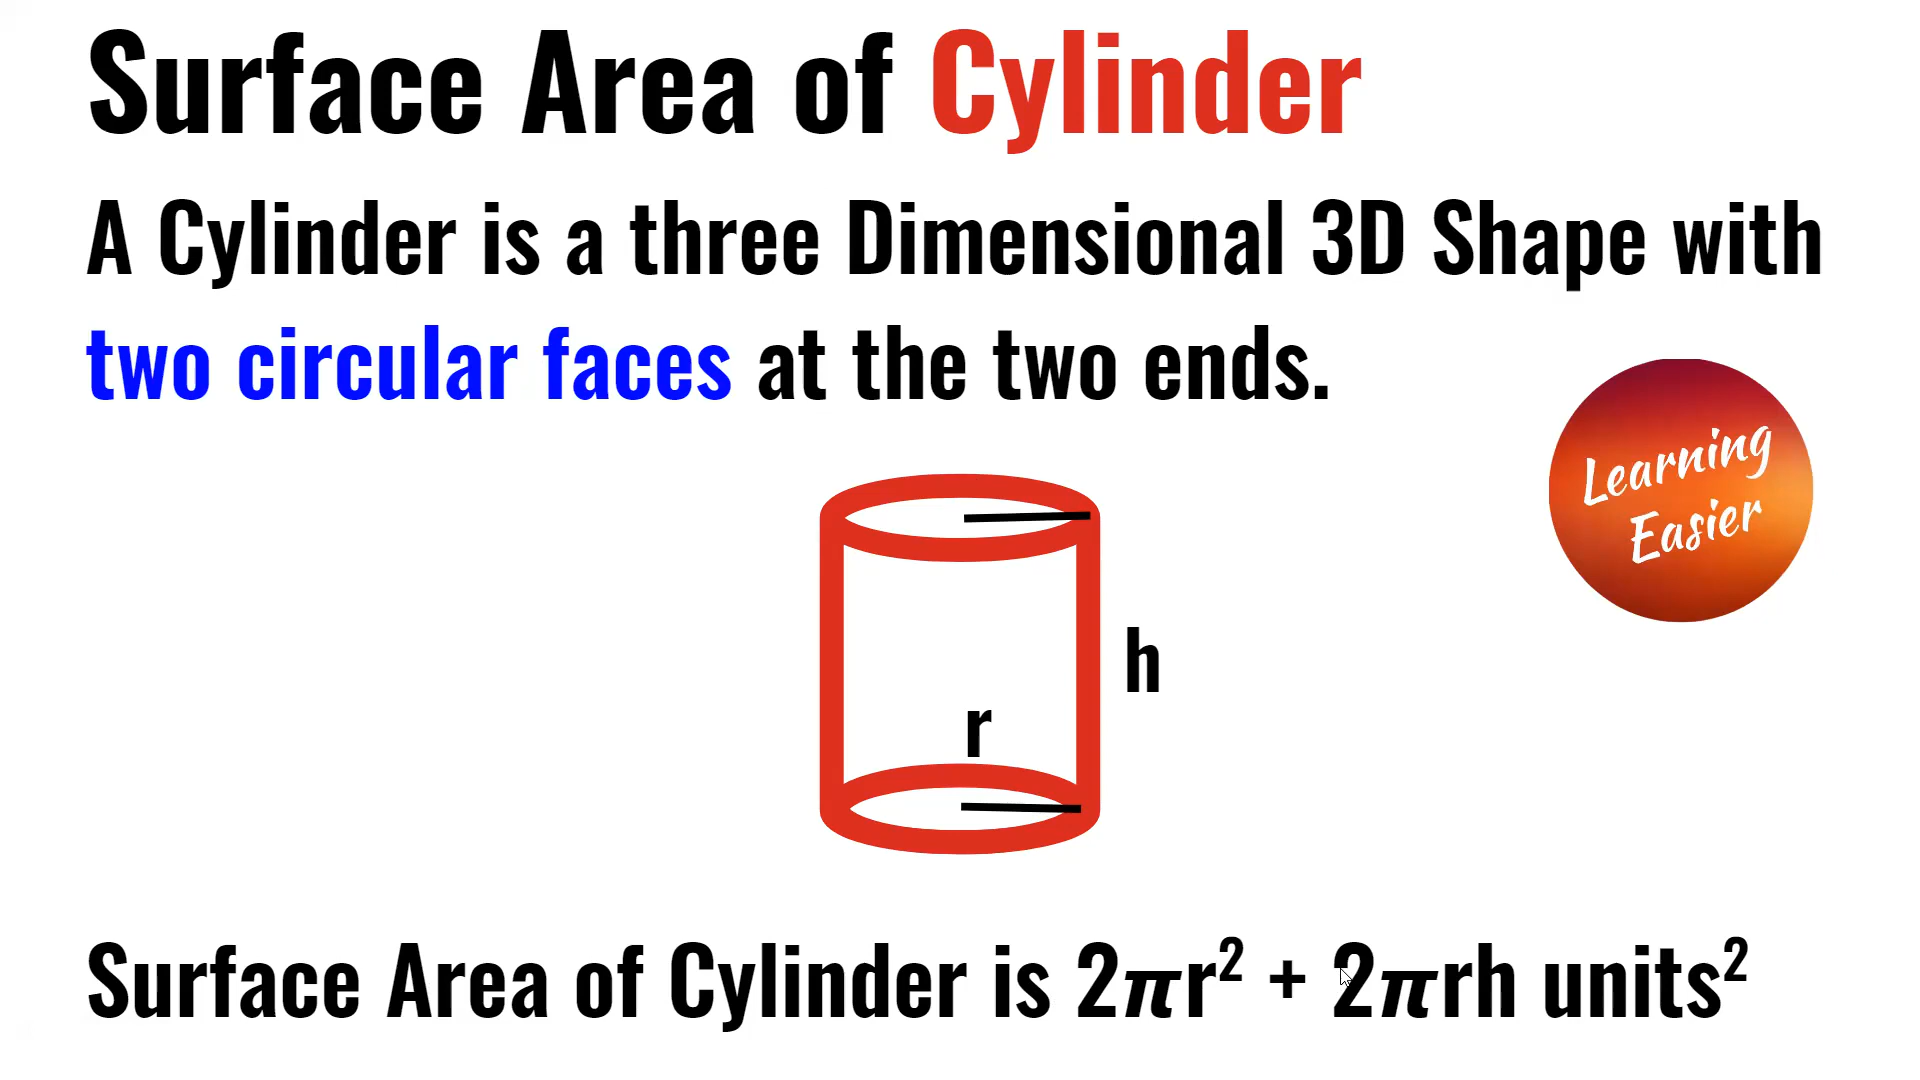 Surface Area of Cylinder
A Cylinder is a three Dimensional 3D Shape with
two circular faces at the two ends.
Learning
Easier
h
r
Surface Area of Cylinder is 2πr² + 2πrh units²